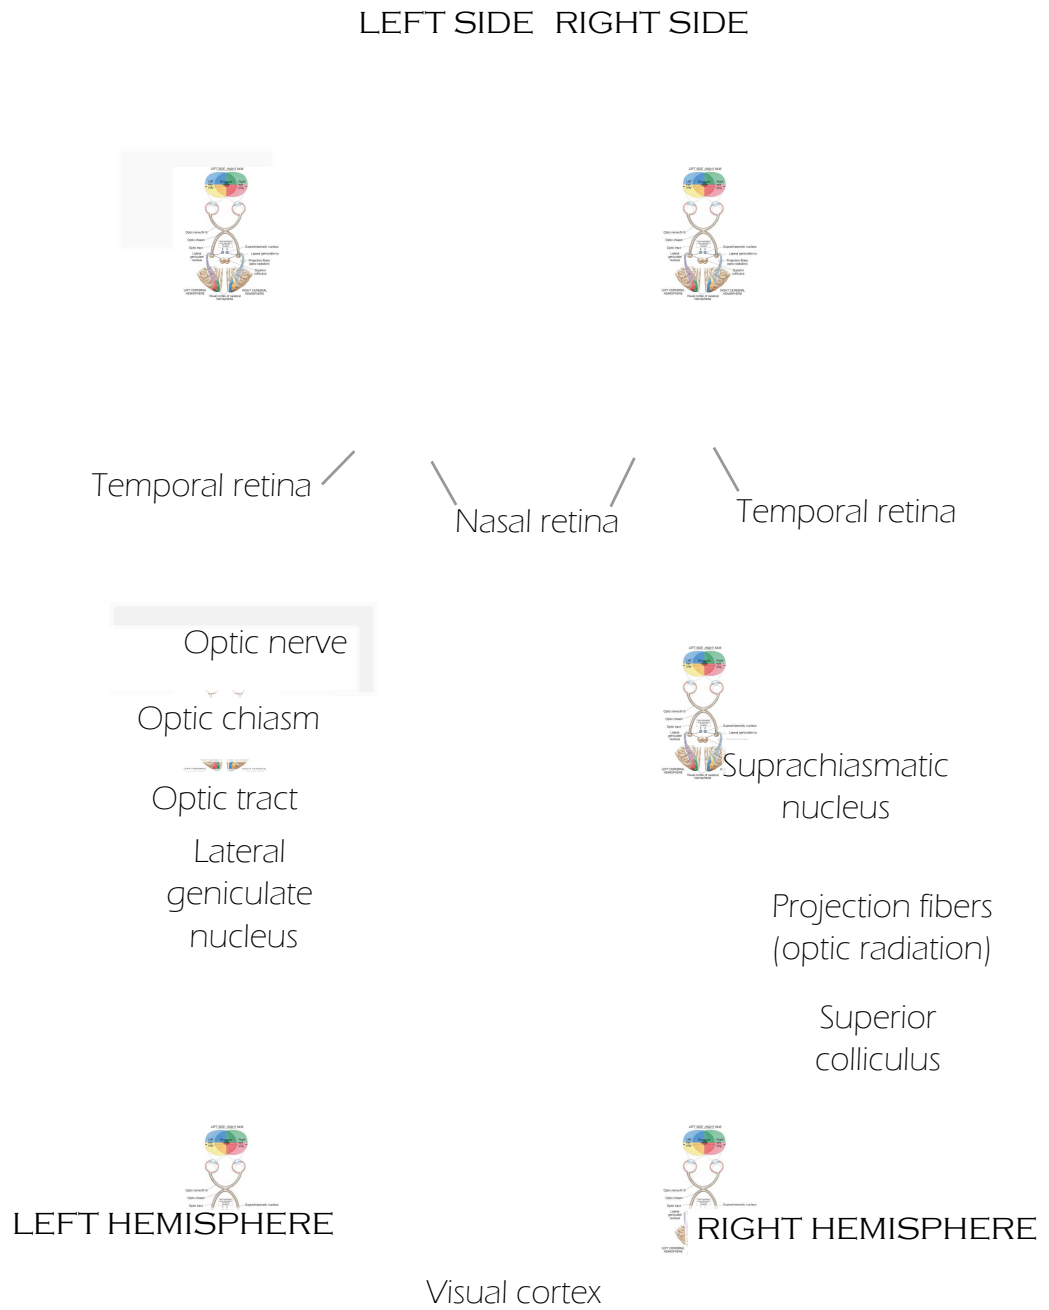 LEFT SIDE RIGHT SIDE
Temporal retina
Nasal retina
Temporal retina
Optic nerve
Optic chiasm
Suprachiasmatic
nucleus
Optic tract
Lateral
geniculate
nucleus
Projection fibers
(optic radiation)
Superior
colliculus
LEFT HEMISPHERE
RIGHT HEMISPHERE
Visual cortex